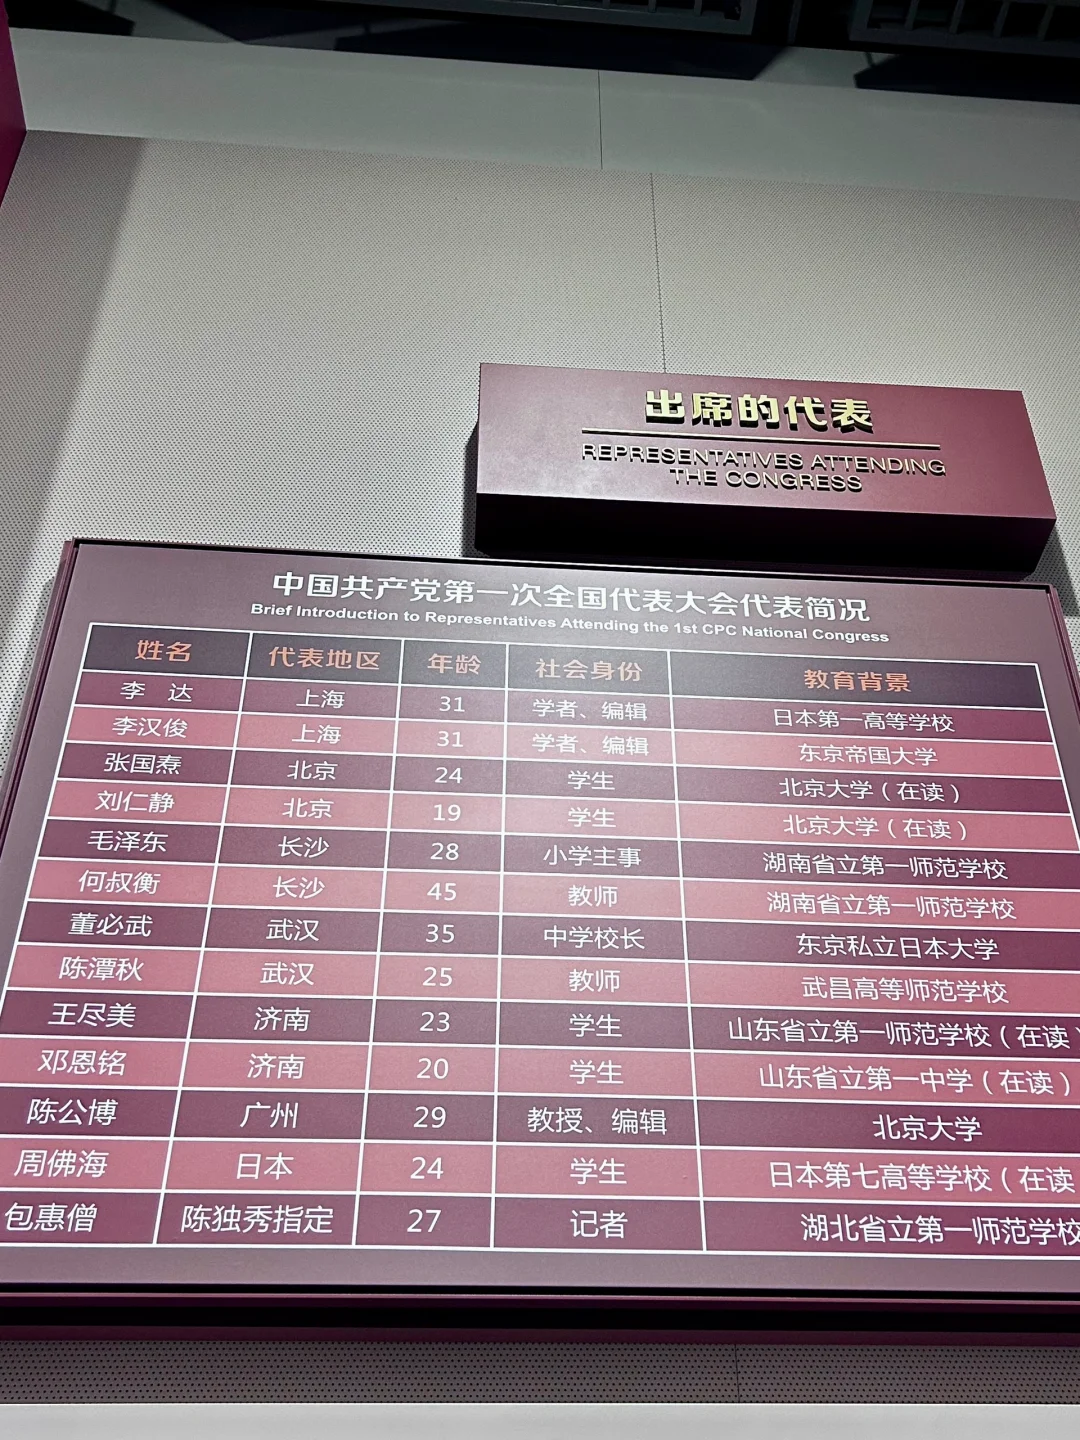 出席的代表
REPRESENTATIVES ATTENDING
THE CONGRESS
中国共产党第一次全国代表大会代表简况
Brief Introduction to Representatives Attending the 1st CPC National Congress
姓名 代表地区 年龄 社会身份 教育背景
李 达 上海 31 学者、编辑 日本第一高等学校
李汉俊 上海 31 学者、编辑 东京帝国大学
张国焘 北京 24 学生 北京大学（在读）
刘仁静 北京 19 学生 北京大学（在读）
毛泽东 长沙 28 小学主事 湖南省立第一师范学校
何叔衡 长沙 45 教师 湖南省立第一师范学校
董必武 武汉 35 中学校长 东京私立日本大学
陈潭秋 武汉 25 教师 武昌高等师范学校
王尽美 济南 23 学生 山东省立第一师范学校（在读）
邓恩铭 济南 20 学生 山东省立第一中学（在读）
陈公博 广州 29 教授、编辑 北京大学
周佛海 日本 24 学生 日本第七高等学校（在读
包惠僧 陈独秀指定 27 记者 湖北省立第一师范学校